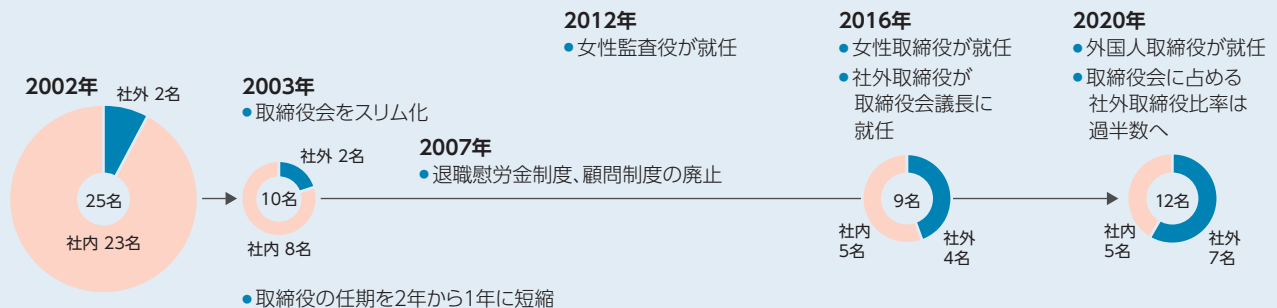 2002年
社外 2名
25名
社内 23名
2003年
●取締役会をスリム化
社外 2名
10名
社内 8名
●取締役の任期を2年から1年に短縮
2007年
●退職慰労金制度、顧問制度の廃止
2012年
●女性監査役が就任
2016年
●女性取締役が就任
●社外取締役が
取締役会議長に
就任
9名
社内
5名
社外
4名
2020年
●外国人取締役が就任
●取締役会に占める
社外取締役比率は
過半数へ
12名
社内
5名
社外
7名